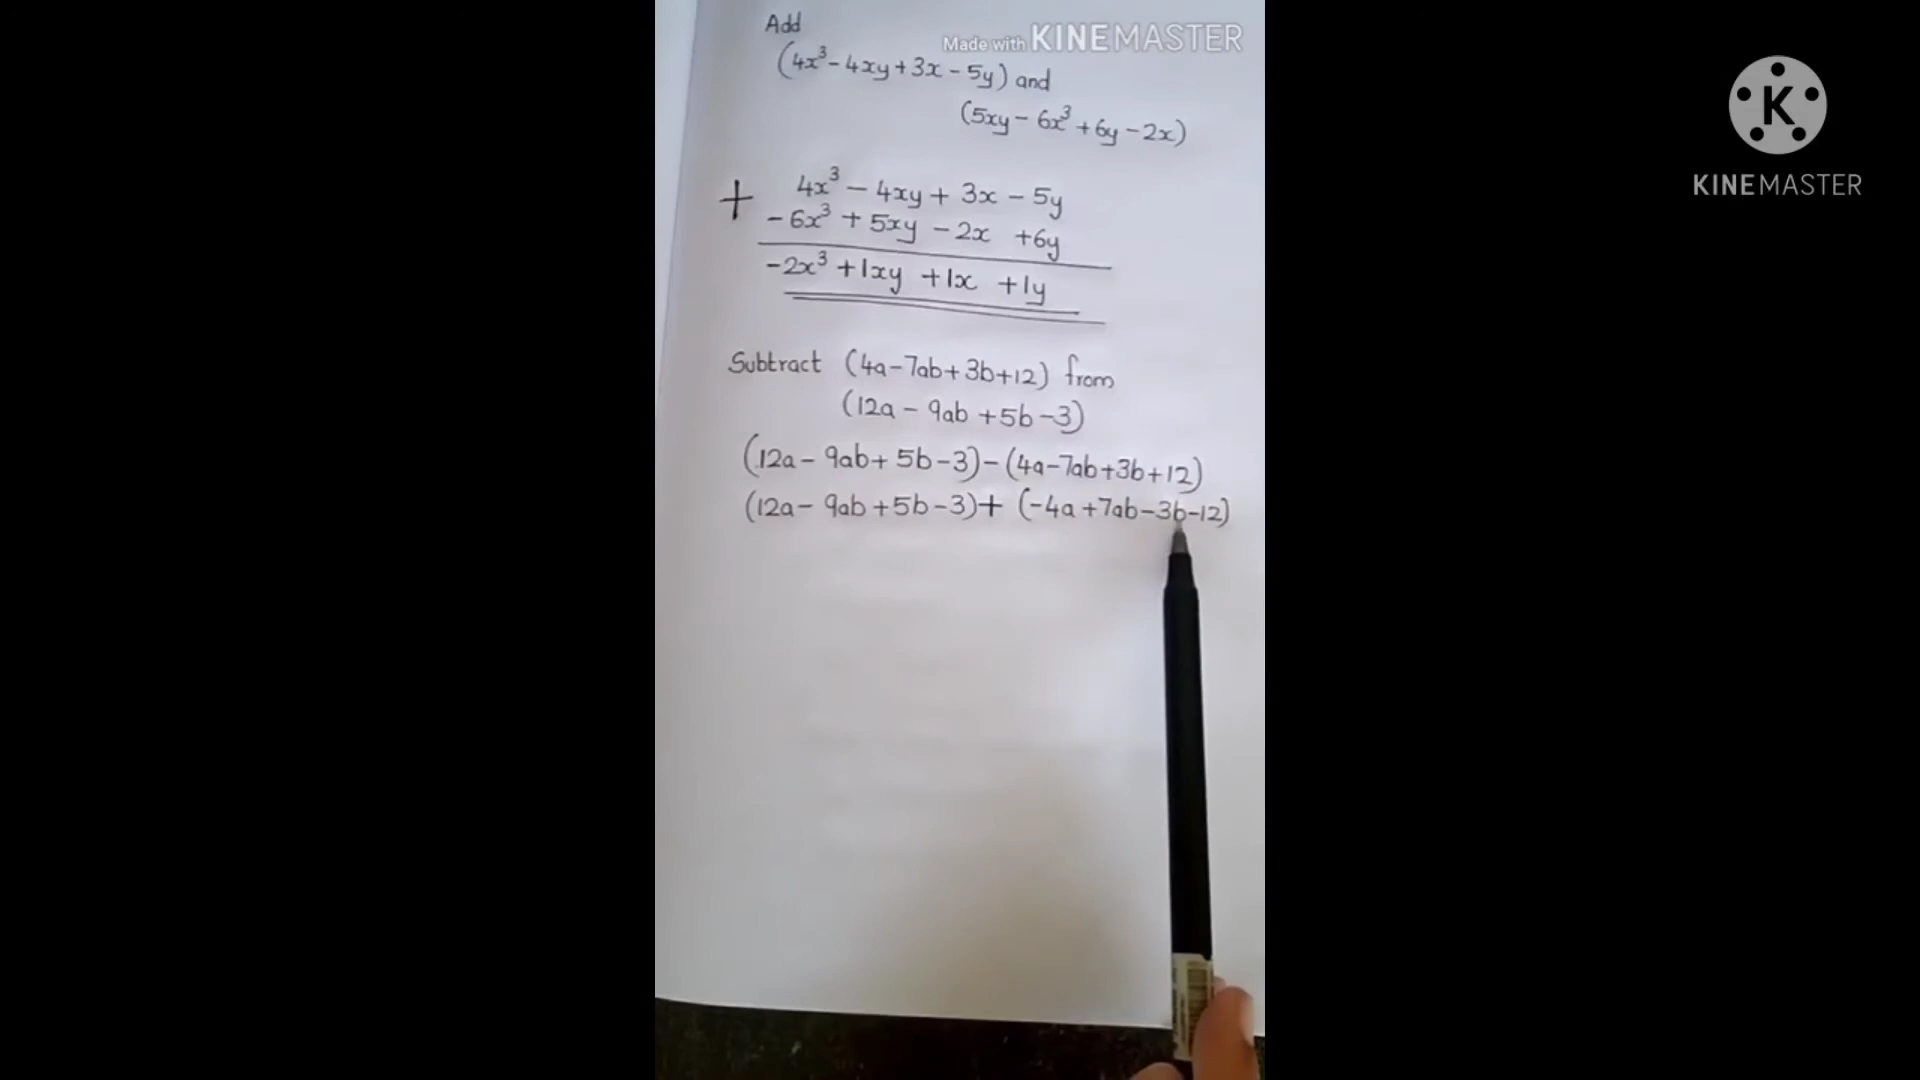 Add
Made with KINEMASTER
(4x³ - 4xy + 3x - 5y) and
(5xy - 6x³ + 6y - 2x)
+ 4x³ - 4xy + 3x - 5y
- 6x³ + 5xy - 2x + 6y
-2x³ + 1xy + 1x + 1y
Subtract (4a - 7ab + 3b + 12) from
(12a - 9ab + 5b - 3)
(12a - 9ab + 5b - 3) - (4a - 7ab + 3b + 12)
(12a - 9ab + 5b - 3) + (-4a + 7ab - 3b - 12)
K
KINEMASTER